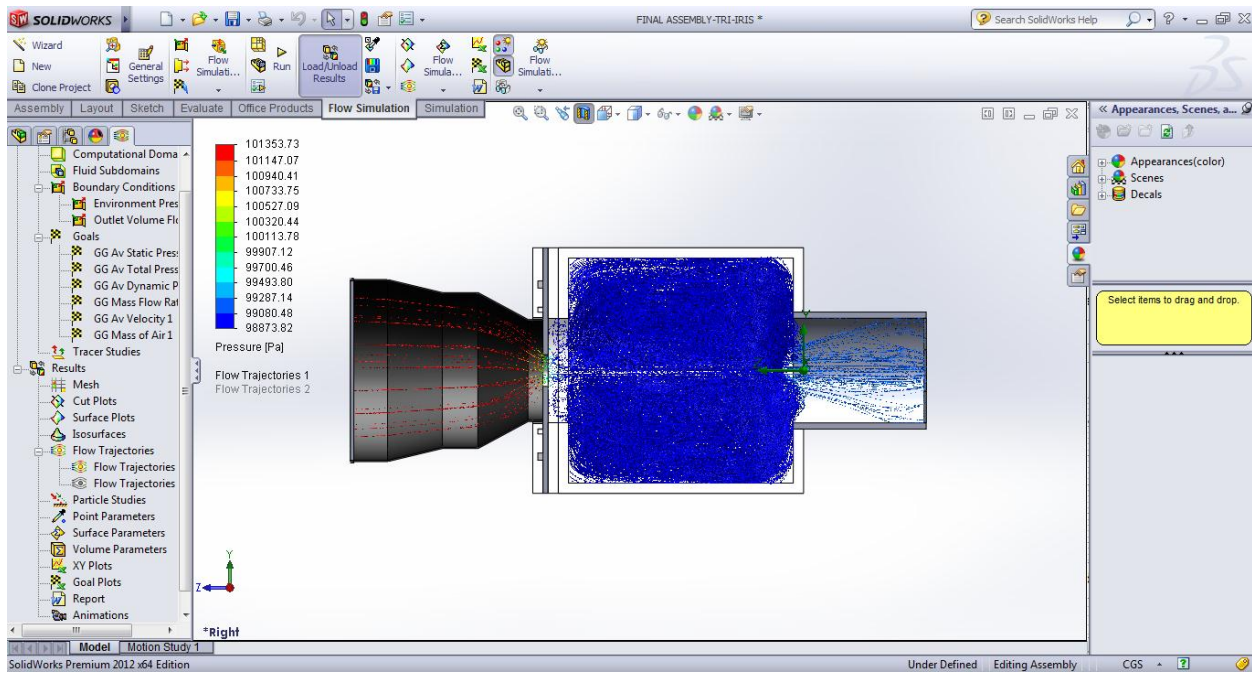 SOLIDWORKS
FINAL ASSEMBLY-TRI-IRIS *
Search SolidWorks Help
Wizard
New
Clone Project
General Settings
Flow Simulati...
Run
Load/Unload Results
Flow Simula...
Flow Simulati...
Assembly Layout Sketch Evaluate Office Products Flow Simulation Simulation
Computational Doma
Fluid Subdomains
Boundary Conditions
Environment Pres
Outlet Volume Flo
Goals
GG Av Static Press
GG Av Total Press
GG Av Dynamic P
GG Mass Flow Rat
GG Av Velocity 1
GG Mass of Air 1
Tracer Studies
Results
Mesh
Cut Plots
Surface Plots
Isosurfaces
Flow Trajectories
Flow Trajectories
Flow Trajectories
Particle Studies
Point Parameters
Surface Parameters
Volume Parameters
XY Plots
Goal Plots
Report
Animations
101353.73
101147.07
100940.41
100733.75
100527.09
100320.44
100113.78
99907.12
99700.46
99493.80
99287.14
99080.48
98873.82
Pressure [Pa]
Flow Trajectories 1
Flow Trajectories 2
Y
Y
Z
*Right
« Appearances, Scenes, a...
Appearances(color)
Scenes
Decals
Select items to drag and drop.
Model Motion Study 1
SolidWorks Premium 2012 x64 Edition
Under Defined Editing Assembly CGS